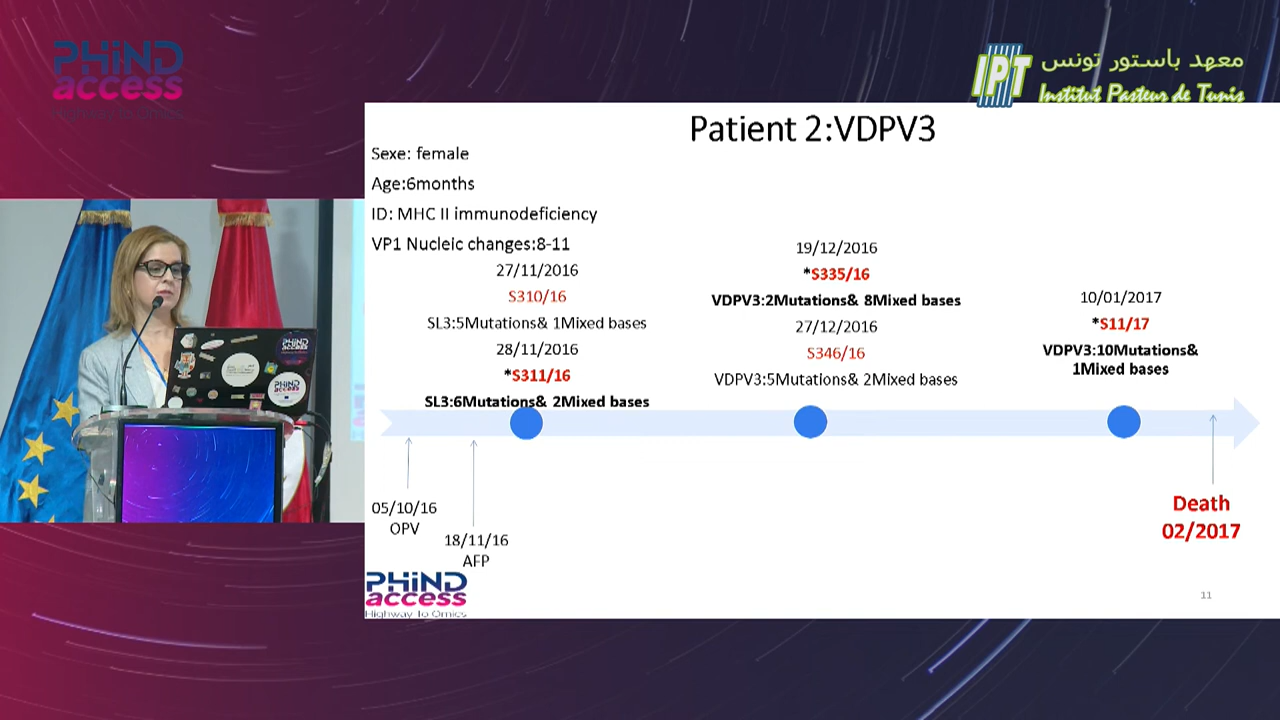 PHiND
access
Highway to Omics
IPT
معهد باستور تونس
Institut Pasteur de Tunis
Patient 2:VDPV3
Sexe: female
Age:6months
ID: MHC II immunodeficiency
VP1 Nucleic changes:8-11
27/11/2016
S310/16
SL3:5Mutations& 1Mixed bases
28/11/2016
*S311/16
SL3:6Mutations& 2Mixed bases
19/12/2016
*S335/16
VDPV3:2Mutations& 8Mixed bases
27/12/2016
S346/16
VDPV3:5Mutations& 2Mixed bases
10/01/2017
*S11/17
VDPV3:10Mutations&
1Mixed bases
05/10/16
OPV
18/11/16
AFP
Death
02/2017
PHiND
access
Highway To Omics
11
PHiND
access
PHiND
access